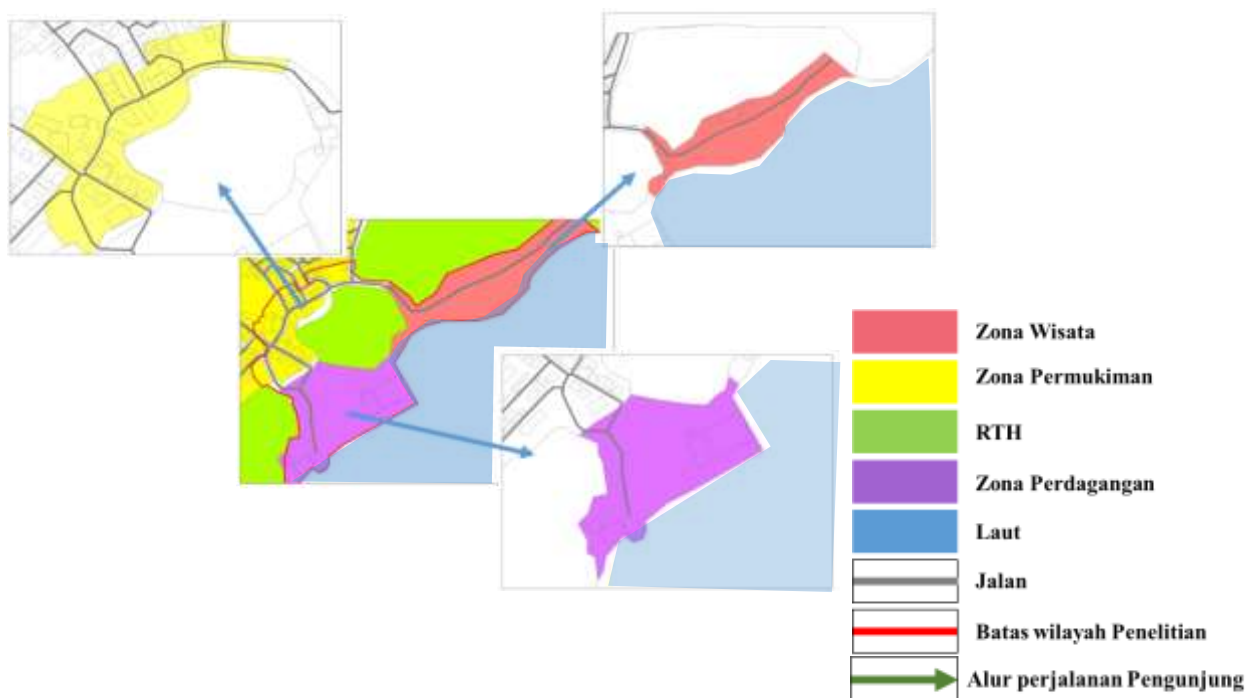 Zona Wisata
Zona Permukiman
RTH
Zona Perdagangan
Laut
Jalan
Batas wilayah Penelitian
Alur perjalanan Pengunjung